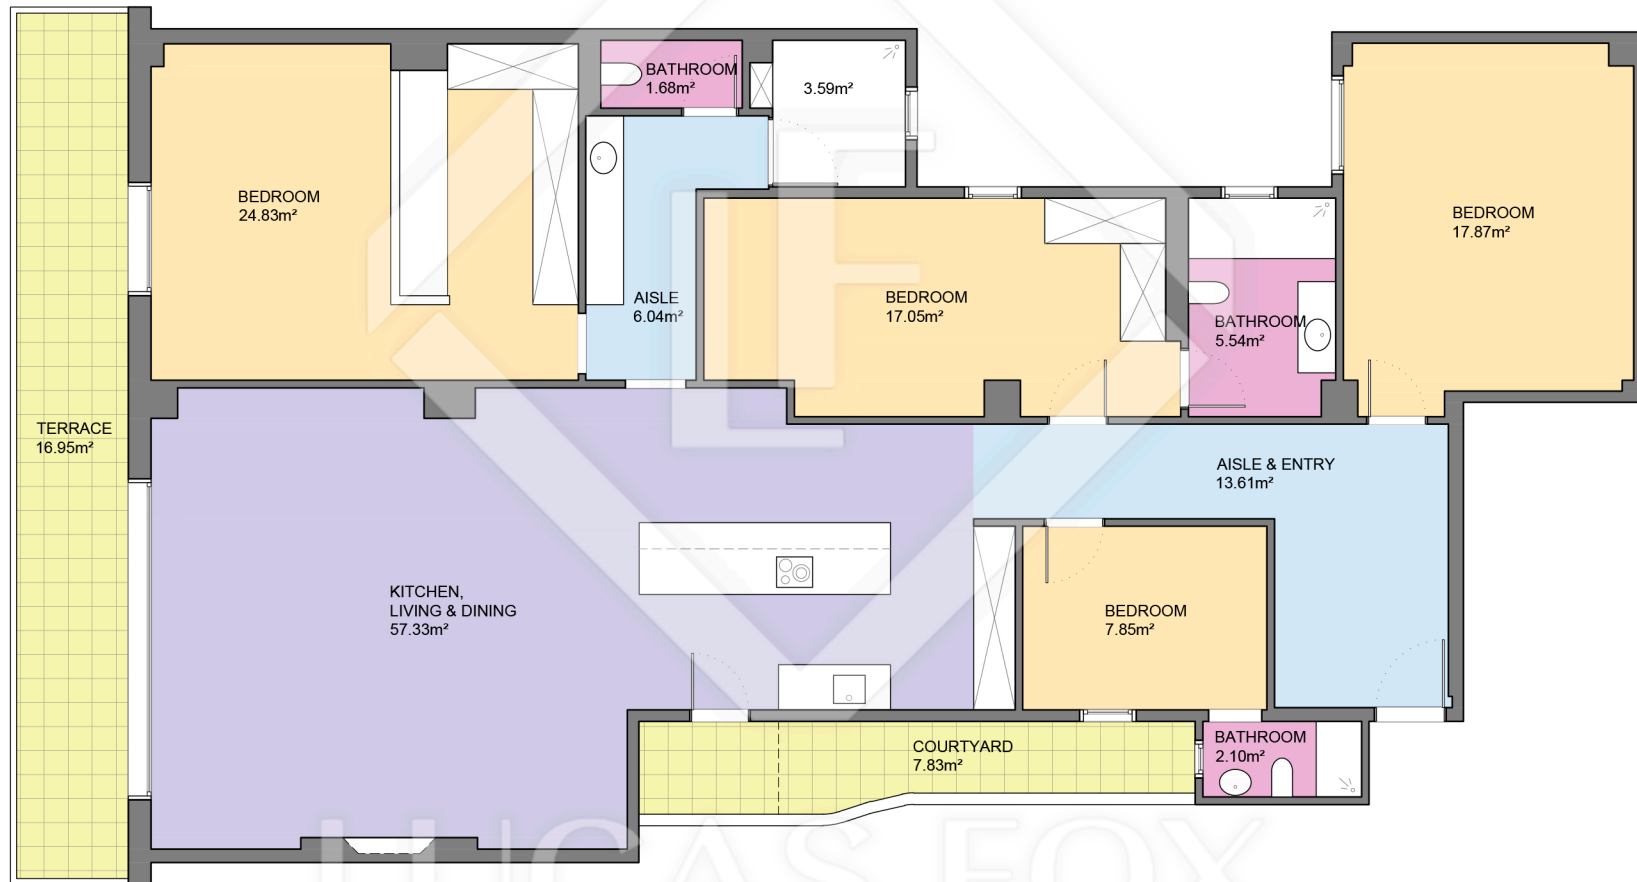 BATHROOM
1.68m²
3.59m²
BEDROOM
24.83m²
BEDROOM
17.87m²
AISLE
6.04m²
BEDROOM
17.05m²
BATHROOM
5.54m²
TERRACE
16.95m²
AISLE & ENTRY
13.61m²
KITCHEN,
LIVING & DINING
57.33m²
BEDROOM
7.85m²
COURTYARD
7.83m²
BATHROOM
2.10m²
LUCAS FOX